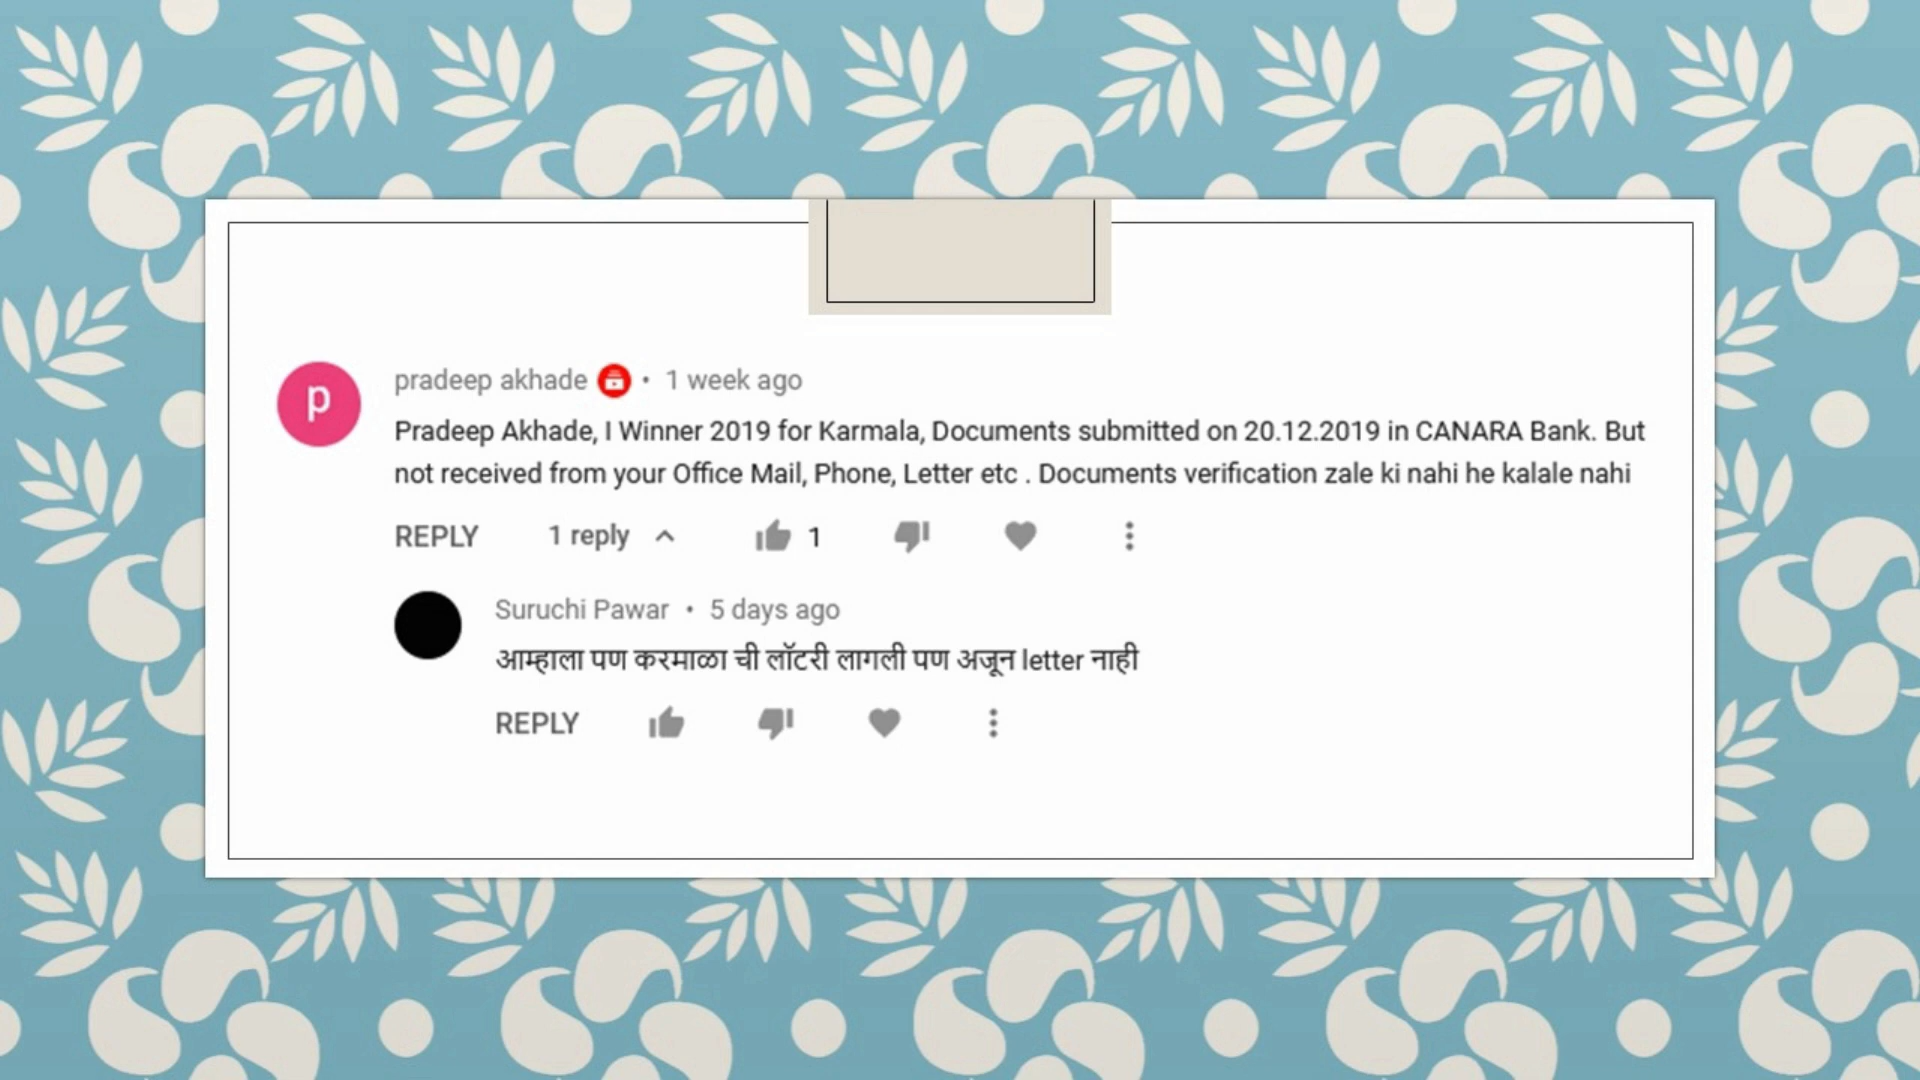 p
pradeep akhade • 1 week ago
Pradeep Akhade, I Winner 2019 for Karmala, Documents submitted on 20.12.2019 in CANARA Bank. But
not received from your Office Mail, Phone, Letter etc . Documents verification zale ki nahi he kalale nahi
REPLY 1 reply 1
Suruchi Pawar • 5 days ago
आम्हाला पण करमाळा ची लॉटरी लागली पण अजून letter नाही
REPLY